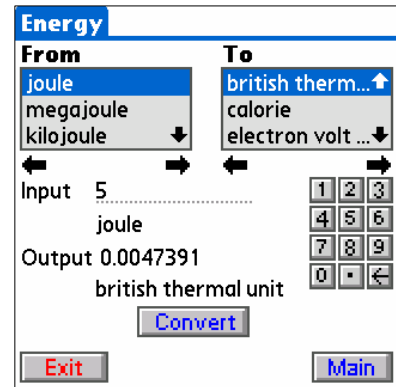 Energy
From To
joule british therm...
megajoule calorie
kilojoule electron volt ...
Input 5 1 2 3
joule 4 5 6
Output 0.0047391 7 8 9
british thermal unit 0 .
Convert
Exit Main